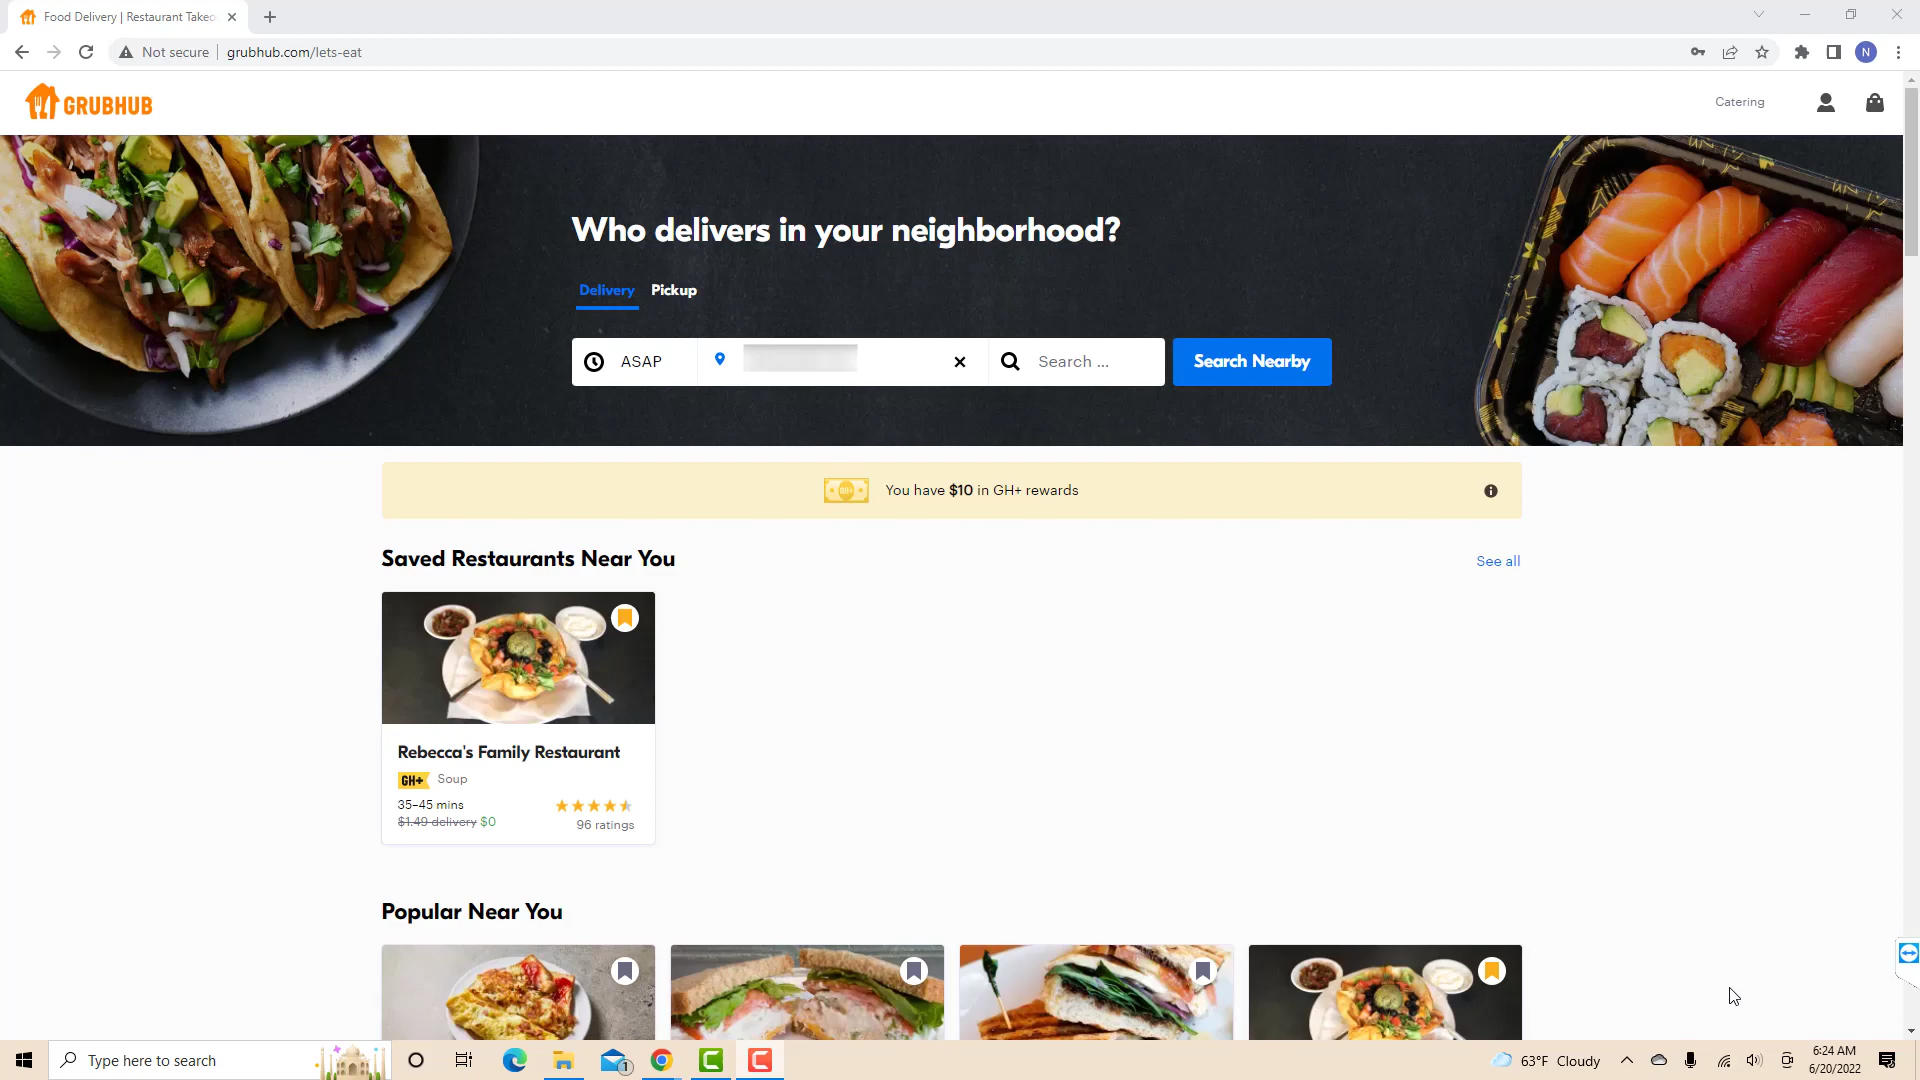 Food Delivery | Restaurant Takeo
Not secure
grubhub.com/lets-eat
N
GRUBHUB
Catering
Who delivers in your neighborhood?
Delivery
Pickup
ASAP
Search ...
Search Nearby
GH+
You have $10 in GH+ rewards
Saved Restaurants Near You
See all
Rebecca's Family Restaurant
GH+ Soup
35–45 mins
$1.49 delivery $0
96 ratings
Popular Near You
Type here to search
1
63°F Cloudy
6:24 AM
6/20/2022